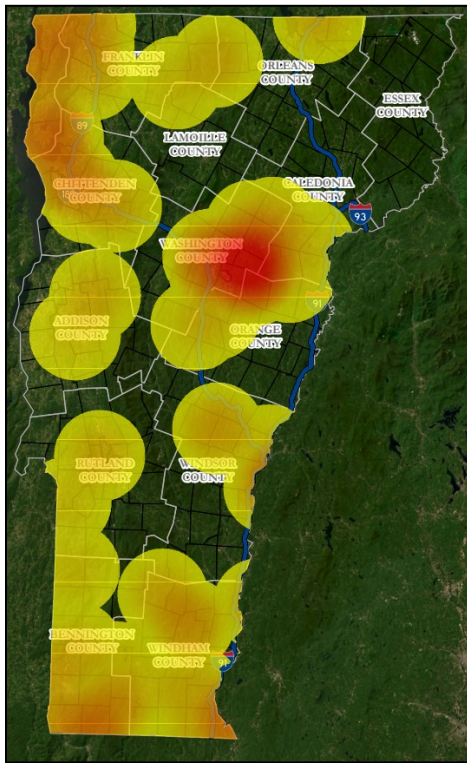 FRANKLIN
COUNTY
ORLEANS
COUNTY
ESSEX
COUNTY
89
LAMOILLE
COUNTY
CHITTENDEN
COUNTY
CALEDONIA
COUNTY
93
WASHINGTON
COUNTY
91
ADDISON
COUNTY
ORANGE
COUNTY
RUTLAND
COUNTY
WINDSOR
COUNTY
BENNINGTON
COUNTY
WINDHAM
COUNTY
91